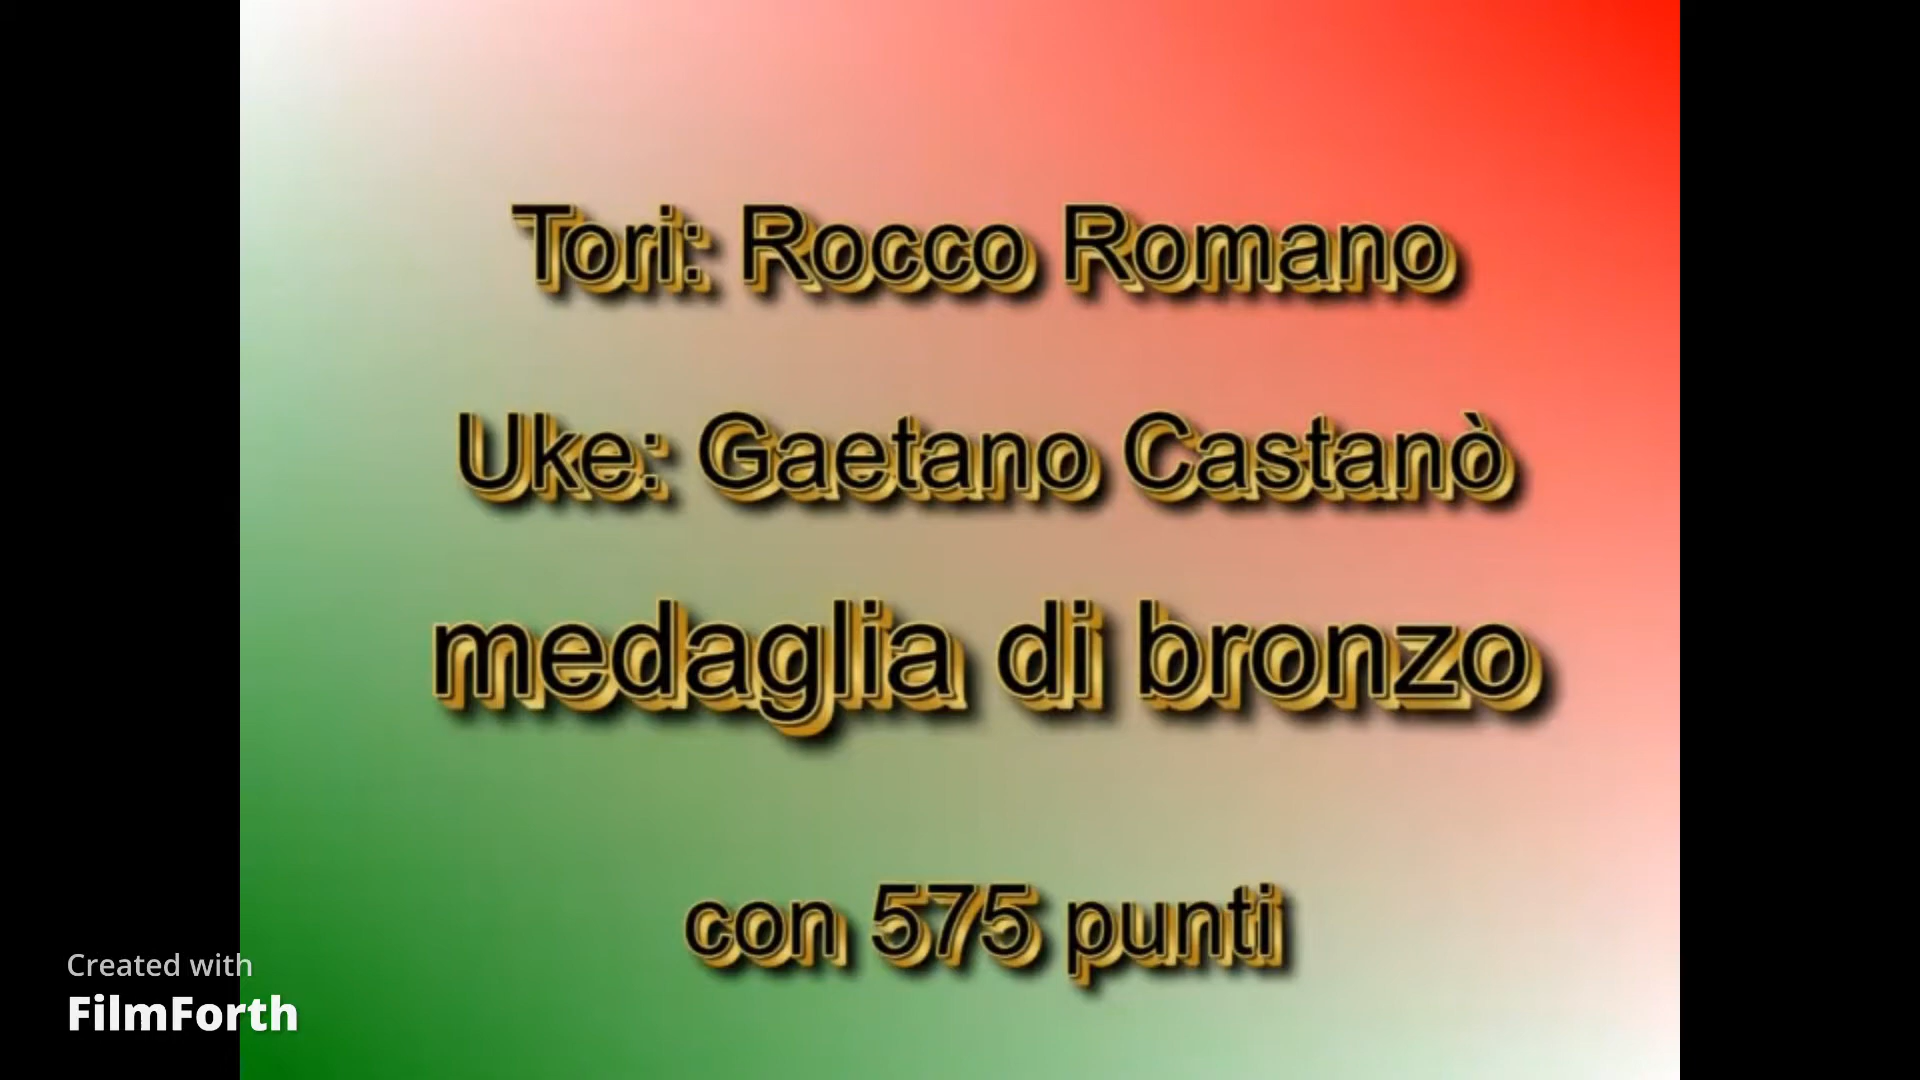 Tori: Rocco Romano
Uke: Gaetano Castanò
medaglia di bronzo
con 575 punti
Created with
FilmForth